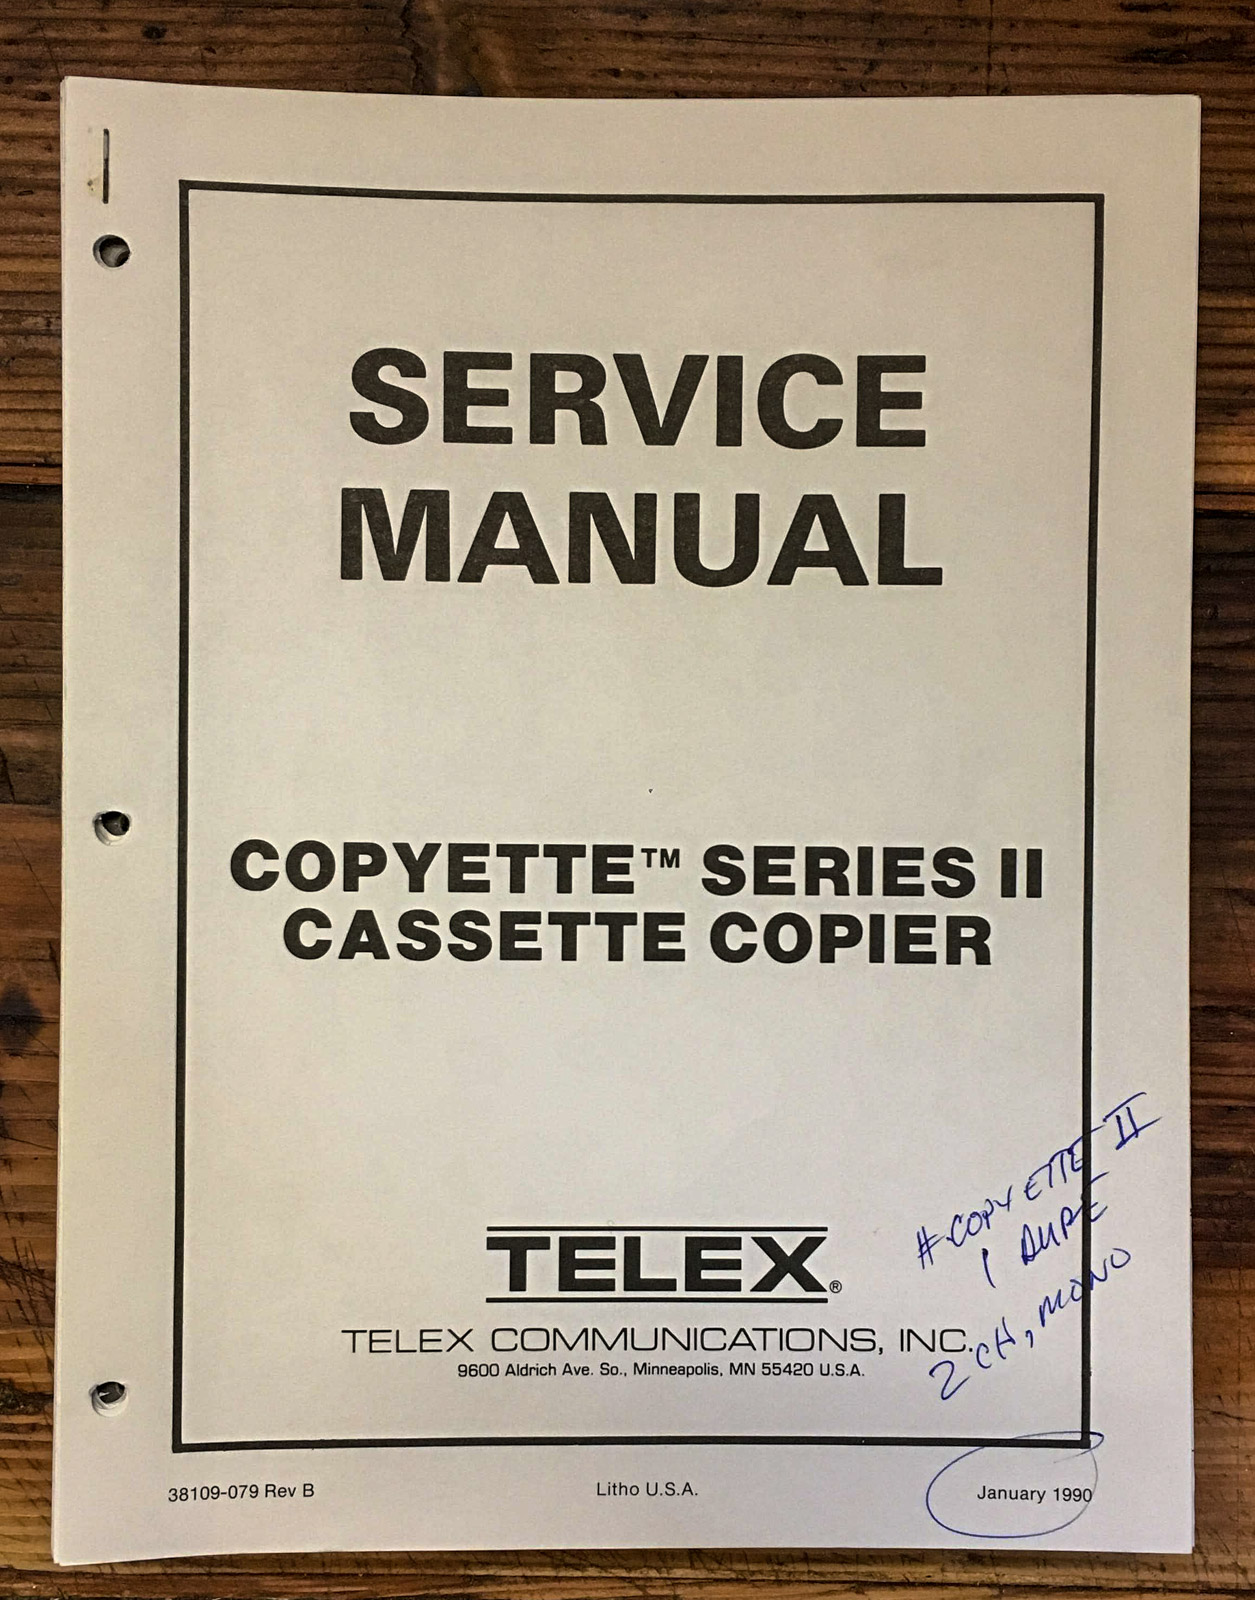 SERVICE
MANUAL
COPYETTE™ SERIES II
CASSETTE COPIER
#COPYETTE II
1 DUPE
2 CH, MONO
TELEX®
TELEX COMMUNICATIONS, INC.
9600 Aldrich Ave. So., Minneapolis, MN 55420 U.S.A.
38109-079 Rev B
Litho U.S.A.
January 1990